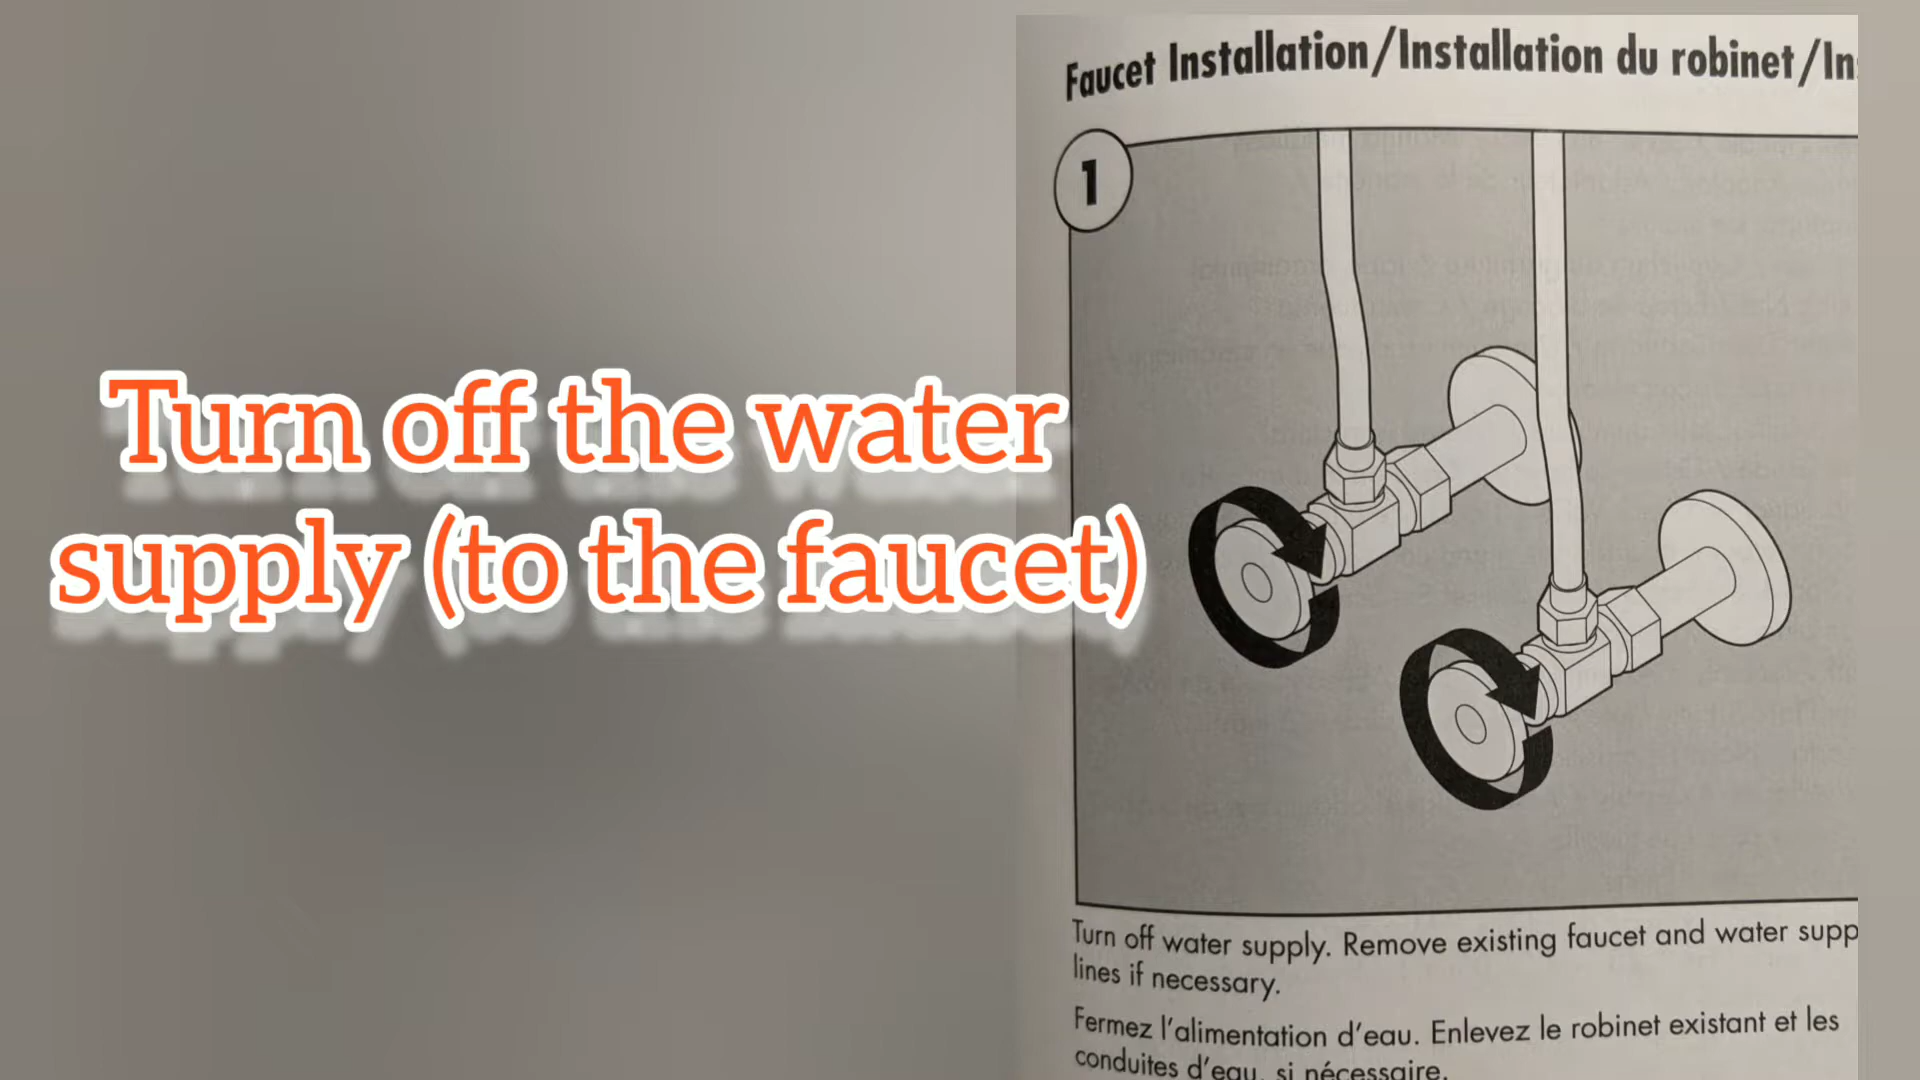 Turn off the water
supply (to the faucet)
Faucet Installation/Installation du robinet/In
1
Turn off water supply. Remove existing faucet and water supp
lines if necessary.
Fermez l'alimentation d'eau. Enlevez le robinet existant et les
conduites d'eau, si nécessaire.